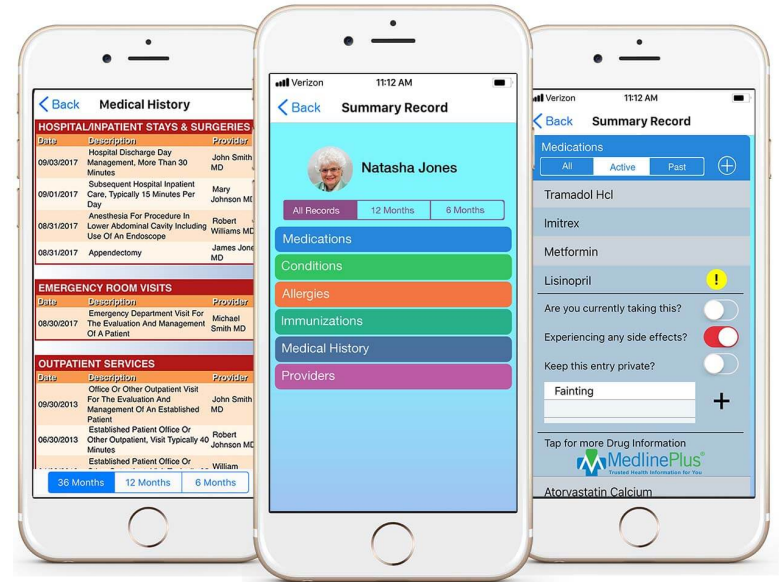 Back Medical History
HOSPITAL/INPATIENT STAYS & SURGERIES
Date Description Provider
09/03/2017 Hospital Discharge Day Management, More Than 30 Minutes John Smith MD
09/01/2017 Subsequent Hospital Inpatient Care, Typically 15 Minutes Per Day Mary Johnson MD
08/31/2017 Anesthesia For Procedure In Lower Abdominal Cavity Including Use Of An Endoscope Robert Williams MD
08/31/2017 Appendectomy James Jone MD
EMERGENCY ROOM VISITS
Date Description Provider
08/30/2017 Emergency Department Visit For The Evaluation And Management Of A Patient Michael Smith MD
OUTPATIENT SERVICES
Date Description Provider
09/30/2013 Office Or Other Outpatient Visit For The Evaluation And Management Of An Established Patient John Smith MD
06/30/2013 Established Patient Office Or Other Outpatient, Visit Typically 40 Minutes Robert Johnson MD
Established Patient Office Or William
36 Months 12 Months 6 Months
Verizon 11:12 AM
Back Summary Record
Natasha Jones
All Records 12 Months 6 Months
Medications
Conditions
Allergies
Immunizations
Medical History
Providers
Verizon 11:12 AM
Back Summary Record
Medications
All Active Past
Tramadol Hcl
Imitrex
Metformin
Lisinopril !
Are you currently taking this?
Experiencing any side effects?
Keep this entry private?
Fainting
+
Tap for more Drug Information
MedlinePlus®
Trusted Health Information for You
Atorvastatin Calcium